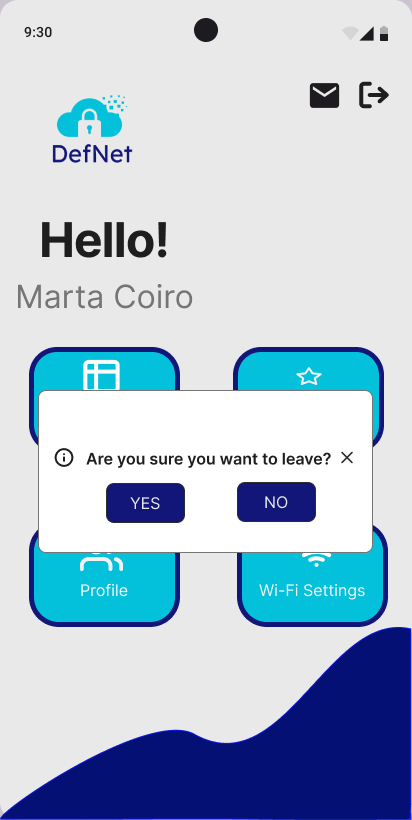 9:30
DefNet
Hello!
Marta Coiro
Are you sure you want to leave?
YES
NO
Profile
Wi-Fi Settings